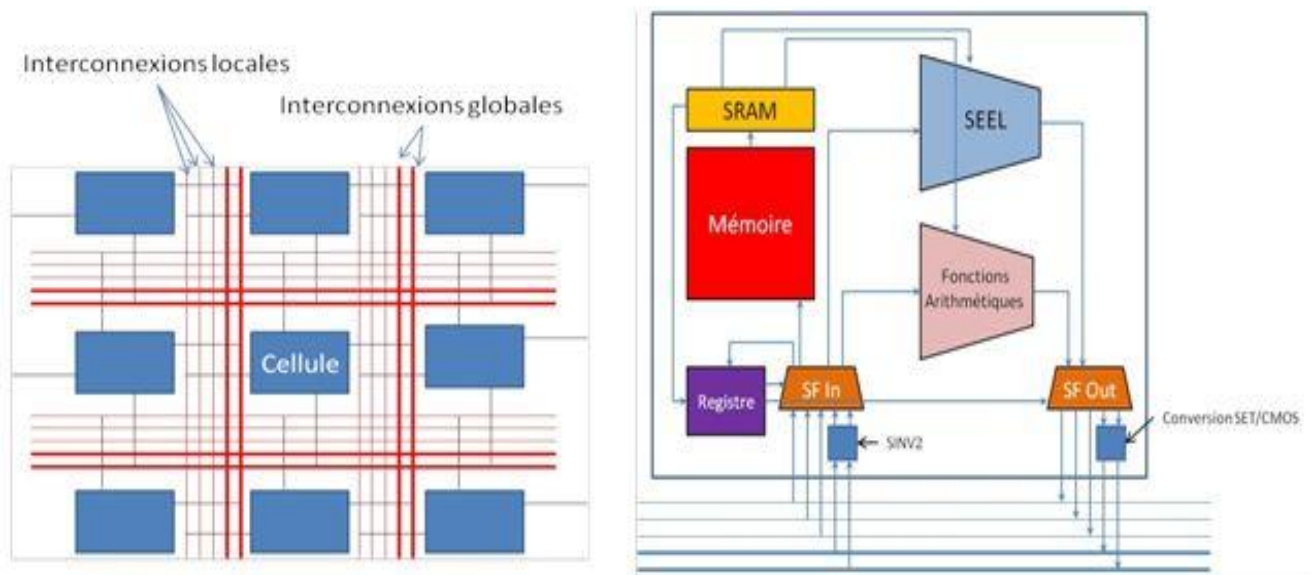 Interconnexions locales
Interconnexions globales
Cellule
SRAM
SEEL
Mémoire
Fonctions
Arithmétiques
Registre
SF In
SF Out
SINV2
Conversion SET/CMOS